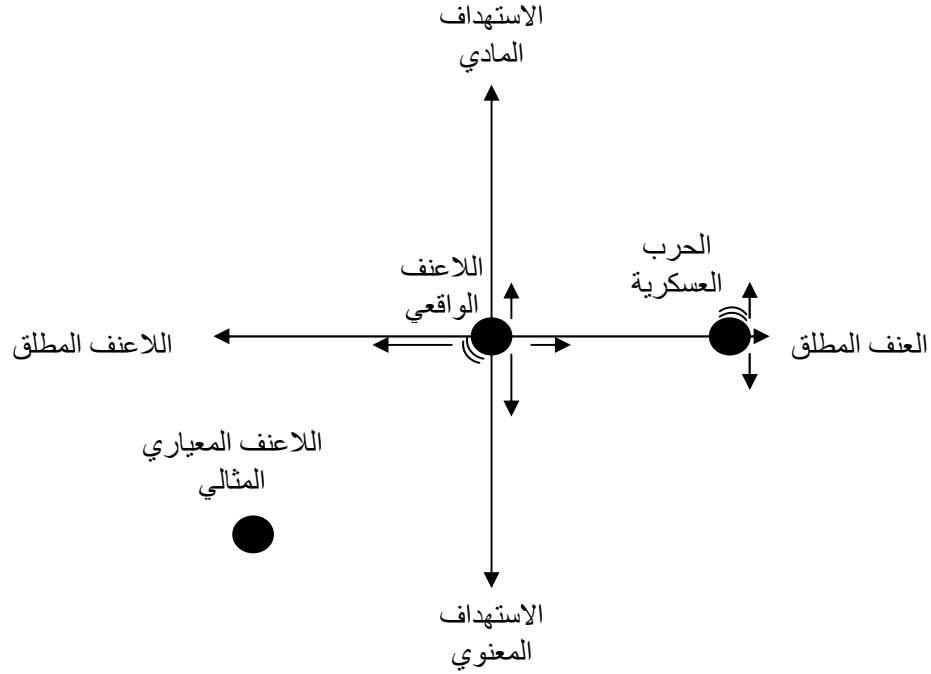 الاستهداف
المادي
الحرب
العسكرية
اللاعنف
الواقعي
العنف المطلق
اللاعنف المطلق
اللاعنف المعياري
المثالي
الاستهداف
المعنوي